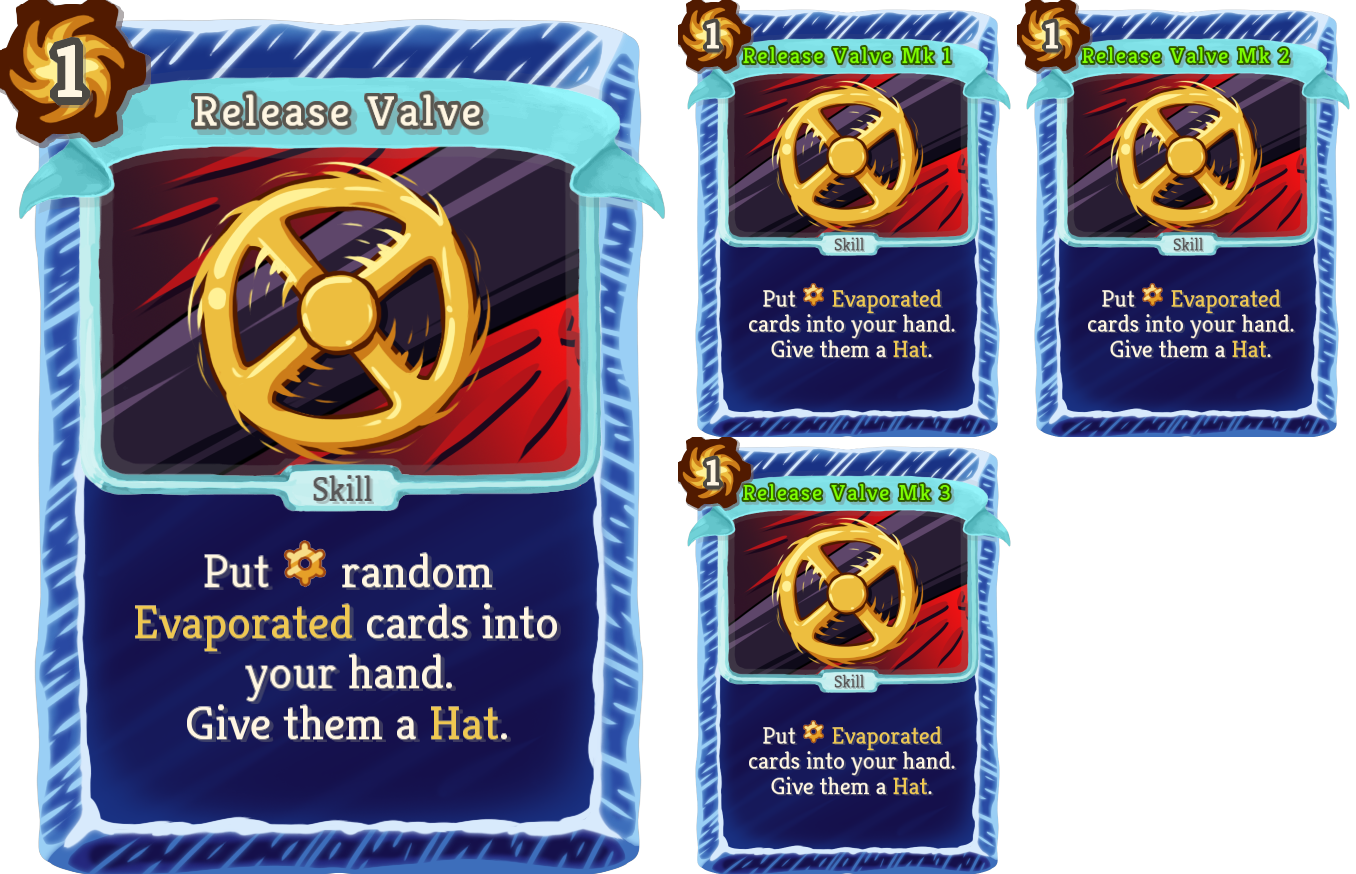 1
Release Valve
Skill
Put random
Evaporated cards into
your hand.
Give them a Hat.
1
Release Valve Mk 1
Skill
Put Evaporated
cards into your hand.
Give them a Hat.
1
Release Valve Mk 2
Skill
Put Evaporated
cards into your hand.
Give them a Hat.
1
Release Valve Mk 3
Skill
Put Evaporated
cards into your hand.
Give them a Hat.